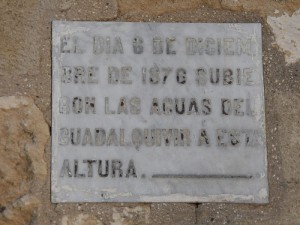 EL DIA 6 DE DICIEM
BRE DE 1876 SUBIE
RON LAS AGUAS DEL
GUADALQUIVIR Á ESTA
ALTURA.